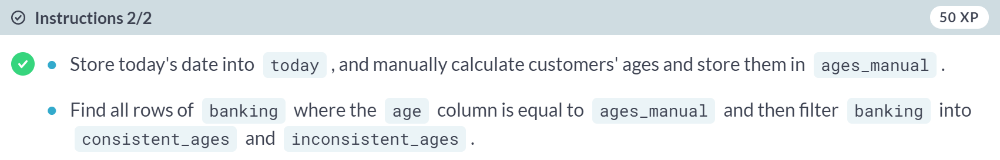 Instructions 2/2
50 XP
Store today's date into today , and manually calculate customers' ages and store them in ages_manual .
Find all rows of banking where the age column is equal to ages_manual and then filter banking into
consistent_ages and inconsistent_ages .